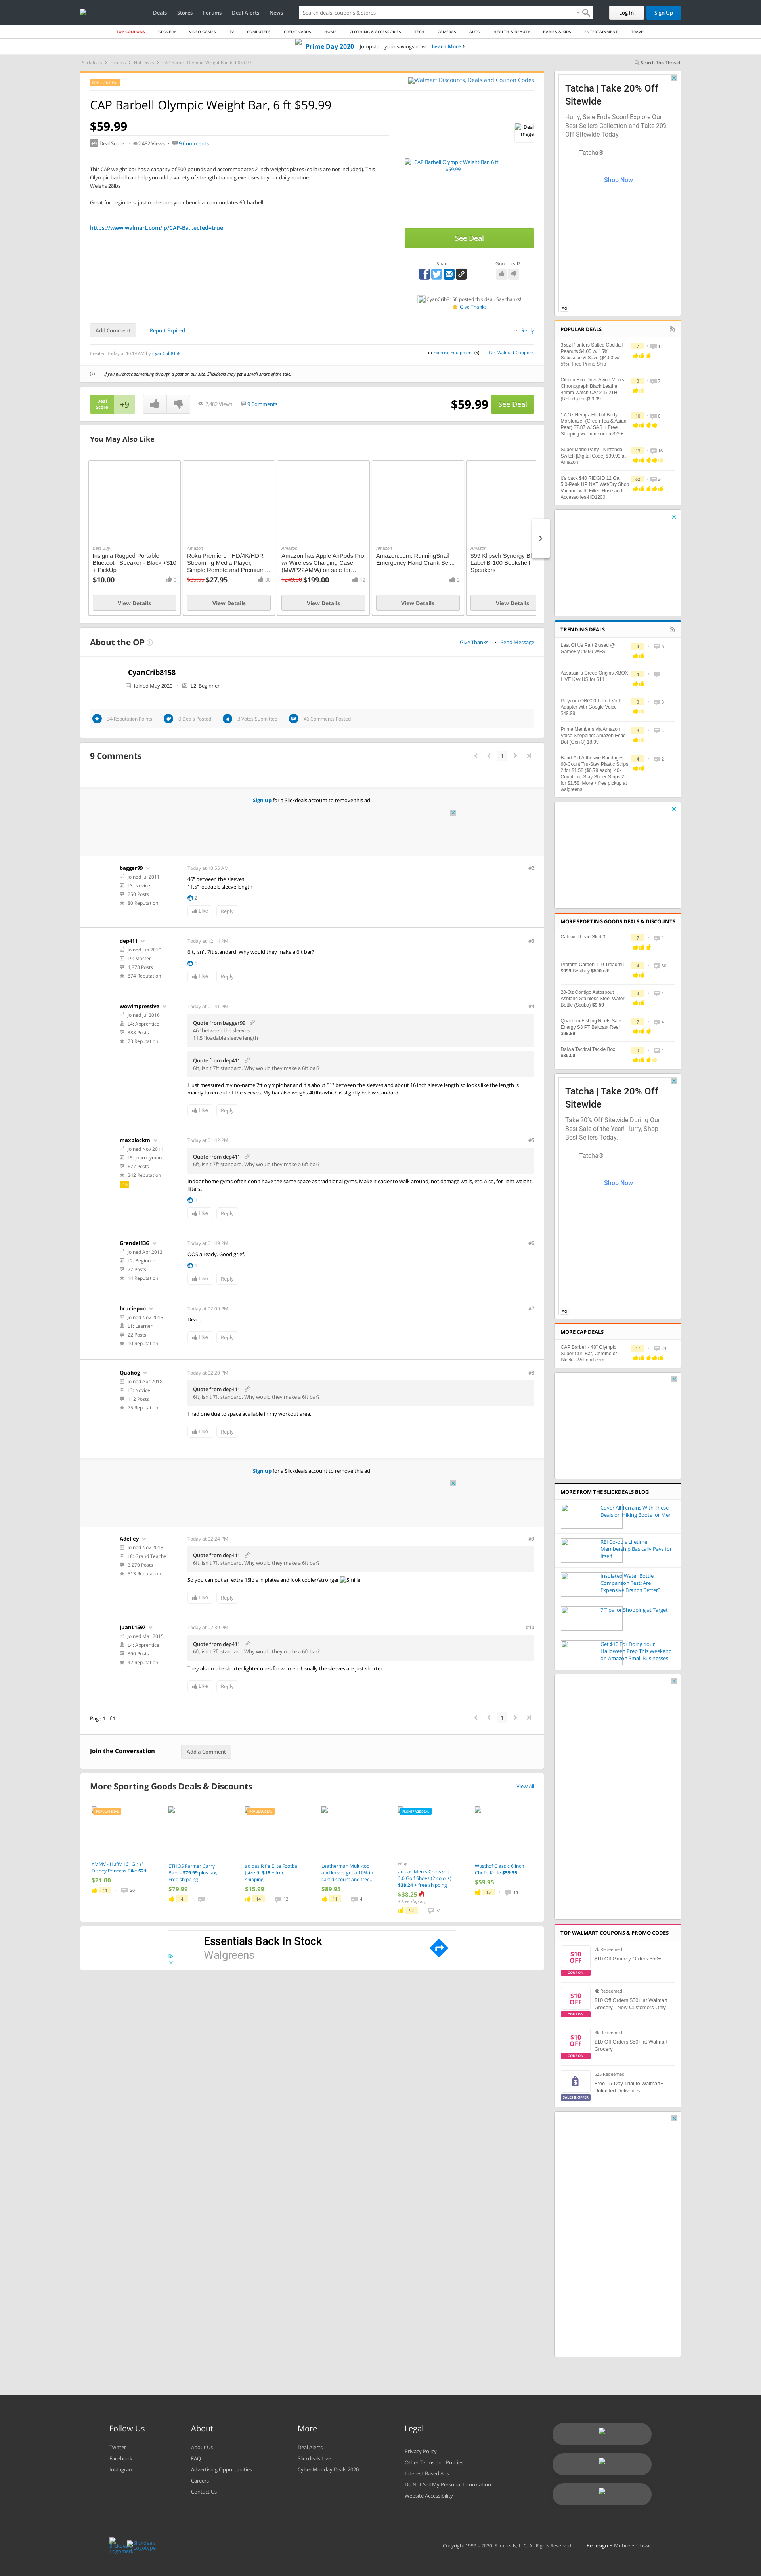 Deals Stores Forums Deal Alerts News
Search deals, coupons & stores
Log In Sign Up
TOP COUPONS GROCERY VIDEO GAMES TV COMPUTERS CREDIT CARDS HOME CLOTHING & ACCESSORIES TECH CAMERAS AUTO HEALTH & BEAUTY BABIES & KIDS ENTERTAINMENT TRAVEL
Prime Day 2020 Jumpstart your savings now Learn More
Slickdeals Forums Hot Deals CAP Barbell Olympic Weight Bar, 6 ft $59.99
Search This Thread
Walmart Discounts, Deals and Coupon Codes
CAP Barbell Olympic Weight Bar, 6 ft $59.99
$59.99
+9 Deal Score 2,482 Views 9 Comments
Deal Image
CAP Barbell Olympic Weight Bar, 6 ft $59.99
This CAP weight bar has a capacity of 500-pounds and accommodates 2-inch weights plates (collars are not included). This
Olympic barbell can help you add a variety of strength training exercises to your daily routine.
Weighs 28lbs
Great for beginners, just make sure your bench accommodates 6ft barbell
https://www.walmart.com/ip/CAP-Ba...ected=true
See Deal
Share Good deal?
CyanCrib8158 posted this deal. Say thanks!
Give Thanks
Add Comment Report Expired Reply
Created Today at 10:19 AM by CyanCrib8158
in Exercise Equipment (5) Get Walmart Coupons
If you purchase something through a post on our site, Slickdeals may get a small share of the sale.
Deal Score +9 2,482 Views 9 Comments $59.99 See Deal
You May Also Like
Best Buy
Insignia Rugged Portable Bluetooth Speaker - Black +$10 + PickUp
$10.00
View Details
Amazon
Roku Premiere | HD/4K/HDR Streaming Media Player, Simple Remote and Premium...
$39.99 $27.95 30
View Details
Amazon
Amazon has Apple AirPods Pro w/ Wireless Charging Case (MWP22AM/A) on sale for...
$249.00 $199.00 12
View Details
Amazon
Amazon.com: RunningSnail Emergency Hand Crank Sel...
2
View Details
Amazon
$99 Klipsch Synergy Bl
Label B-100 Bookshelf
Speakers
View Details
About the OP
Give Thanks Send Message
CyanCrib8158
Joined May 2020 L2: Beginner
34 Reputation Points 0 Deals Posted 3 Votes Submitted 46 Comments Posted
9 Comments
1
Sign up for a Slickdeals account to remove this ad.
bagger99
Joined Jul 2011
L3: Novice
250 Posts
80 Reputation
Today at 10:55 AM #2
46" between the sleeves
11.5" loadable sleeve length
2
Like Reply
dep411
Joined Jun 2010
L9: Master
4,878 Posts
874 Reputation
Today at 12:14 PM #3
6ft, isn't 7ft standard. Why would they make a 6ft bar?
1
Like Reply
wowimpressive
Joined Jul 2016
L4: Apprentice
388 Posts
73 Reputation
Today at 01:41 PM #4
Quote from bagger99
46" between the sleeves
11.5" loadable sleeve length
Quote from dep411
6ft, isn't 7ft standard. Why would they make a 6ft bar?
I just measured my no-name 7ft olympic bar and it's about 51" between the sleeves and about 16 inch sleeve length so looks like the length is
mainly taken out of the sleeves. My bar also weighs 40 lbs which is slightly below standard.
Like Reply
maxblockm
Joined Nov 2011
L5: Journeyman
677 Posts
342 Reputation
Pro
Today at 01:43 PM #5
Quote from dep411
6ft, isn't 7ft standard. Why would they make a 6ft bar?
Indoor home gyms often don't have the same space as traditional gyms. Make it easier to walk around, not damage walls, etc. Also, for light weight
lifters.
1
Like Reply
Grendel13G
Joined Apr 2013
L2: Beginner
27 Posts
14 Reputation
Today at 01:49 PM #6
OOS already. Good grief.
1
Like Reply
bruciepoo
Joined Nov 2015
L1: Learner
22 Posts
10 Reputation
Today at 02:09 PM #7
Dead.
Like Reply
Quahog
Joined Apr 2018
L3: Novice
112 Posts
75 Reputation
Today at 02:20 PM #8
Quote from dep411
6ft, isn't 7ft standard. Why would they make a 6ft bar?
I had one due to space available in my workout area.
Like Reply
Sign up for a Slickdeals account to remove this ad.
Adelley
Joined Nov 2013
L8: Grand Teacher
3,270 Posts
513 Reputation
Today at 02:24 PM #9
Quote from dep411
6ft, isn't 7ft standard. Why would they make a 6ft bar?
So you can put an extra 15lb's in plates and look cooler/stronger Smilie
Like Reply
JuanL1597
Joined Mar 2015
L4: Apprentice
390 Posts
42 Reputation
Today at 02:39 PM #10
Quote from dep411
6ft, isn't 7ft standard. Why would they make a 6ft bar?
They also make shorter lighter ones for women. Usually the sleeves are just shorter.
Like Reply
Page 1 of 1
1
Join the Conversation Add a Comment
More Sporting Goods Deals & Discounts View All
YMMV - Huffy 16" Girls' Disney Princess Bike $21
$21.00
11 20
ETHOS Farmer Carry Bars - $79.99 plus tax, Free shipping
$79.99
4 1
adidas Rifle Elite Football (size 9) $16 + free shipping
$15.99
14 12
Leatherman Multi-tool and knives get a 10% in cart discount and free...
$89.95
11 4
eBay
adidas Men's Crossknit 3.0 Golf Shoes (2 colors) $38.24 + free shipping
$38.25
+ Free Shipping
92 51
Wusthof Classic 6 inch Chef's Knife $59.95
$59.95
15 14
Essentials Back In Stock
Walgreens
Tatcha | Take 20% Off Sitewide
Hurry, Sale Ends Soon! Explore Our Best Sellers Collection and Take 20% Off Sitewide Today
Tatcha®
Shop Now
Ad
POPULAR DEALS
35oz Planters Salted Cocktail Peanuts $4.05 w/ 15% Subscribe & Save ($4.53 w/ 5%), Free Prime Ship
Citizen Eco-Drive Avion Men's Chronograph Black Leather 44mm Watch CA4215-21H (Refurb) for $89.99
17-Oz Hempz Herbal Body Moisturizer (Green Tea & Asian Pear) $7.87 w/ S&S + Free Shipping w/ Prime or on $25+
Super Mario Party - Nintendo Switch [Digital Code] $39.99 at Amazon
It's back $40 RIDGID 12 Gal. 5.0-Peak HP NXT Wet/Dry Shop Vacuum with Filter, Hose and Accessories-HD1200
TRENDING DEALS
Last Of Us Part 2 used @ GameFly 29.99 w/FS
Assassin's Creed Origins XBOX LIVE Key US for $11
Polycom OBi200 1-Port VoIP Adapter with Google Voice $49.99
Prime Members via Amazon Voice Shopping: Amazon Echo Dot (Gen 3) 18.99
Band-Aid Adhesive Bandages: 60-Count Tru-Stay Plastic Strips 2 for $1.58 ($0.79 each), 40-Count Tru-Stay Sheer Strips 2 for $1.58, More + free pickup at walgreens
MORE SPORTING GOODS DEALS & DISCOUNTS
Caldwell Lead Sled 3
Proform Carbon T10 Treadmill $999 Bestbuy $500 off!
20-Oz Contigo Autospout Ashland Stainless Steel Water Bottle (Scuba) $8.50
Quantum Fishing Reels Sale - Energy S3 PT Baitcast Reel $89.99
Daiwa Tactical Tackle Box $39.00
Tatcha | Take 20% Off Sitewide
Take 20% Off Sitewide During Our Best Sale of the Year! Hurry, Shop Best Sellers Today.
Tatcha®
Shop Now
Ad
MORE CAP DEALS
CAP Barbell - 48" Olympic Super Curl Bar, Chrome or Black - Walmart.com
17 23
MORE FROM THE SLICKDEALS BLOG
Cover All Terrains With These Deals on Hiking Boots for Men
REI Co-op's Lifetime Membership Basically Pays for Itself
Insulated Water Bottle Comparison Test: Are Expensive Brands Better?
7 Tips for Shopping at Target
Get $10 For Doing Your Halloween Prep This Weekend on Amazon Small Businesses
TOP WALMART COUPONS & PROMO CODES
$10 OFF COUPON
7k Redeemed
$10 Off Grocery Orders $50+
$10 OFF COUPON
4k Redeemed
$10 Off Orders $50+ at Walmart Grocery - New Customers Only
$10 OFF COUPON
3k Redeemed
$10 Off Orders $50+ at Walmart Grocery
SALES & OFFER
525 Redeemed
Free 15-Day Trial to Walmart+ Unlimited Deliveries
Follow Us
Twitter
Facebook
Instagram
About
About Us
FAQ
Advertising Opportunities
Careers
Contact Us
More
Deal Alerts
Slickdeals Live
Cyber Monday Deals 2020
Legal
Privacy Policy
Other Terms and Policies
Interest-Based Ads
Do Not Sell My Personal Information
Website Accessibility
Copyright 1999 – 2020. Slickdeals, LLC. All Rights Reserved. Redesign • Mobile • Classic